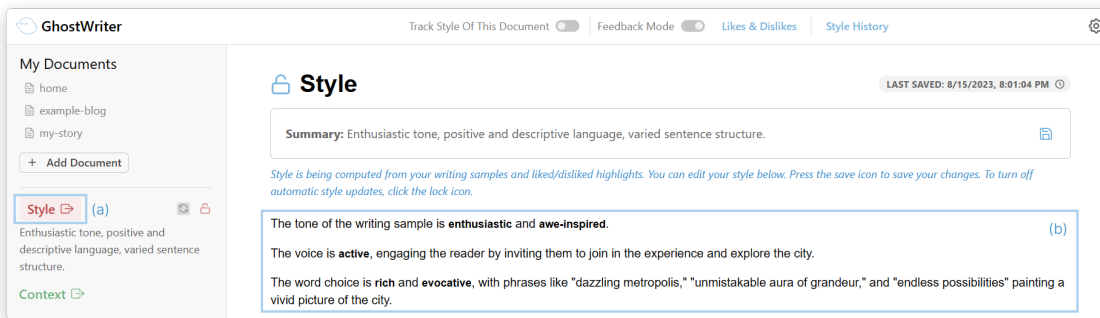 GhostWriter
Track Style Of This Document
Feedback Mode
Likes & Dislikes
Style History
My Documents
home
example-blog
my-story
+ Add Document
Style
(a)
Enthusiastic tone, positive and
descriptive language, varied sentence
structure.
Context
Style
LAST SAVED: 8/15/2023, 8:01:04 PM
Summary: Enthusiastic tone, positive and descriptive language, varied sentence structure.
Style is being computed from your writing samples and liked/disliked highlights. You can edit your style below. Press the save icon to save your changes. To turn off
automatic style updates, click the lock icon.
The tone of the writing sample is enthusiastic and awe-inspired.
(b)
The voice is active, engaging the reader by inviting them to join in the experience and explore the city.
The word choice is rich and evocative, with phrases like "dazzling metropolis," "unmistakable aura of grandeur," and "endless possibilities" painting a
vivid picture of the city.